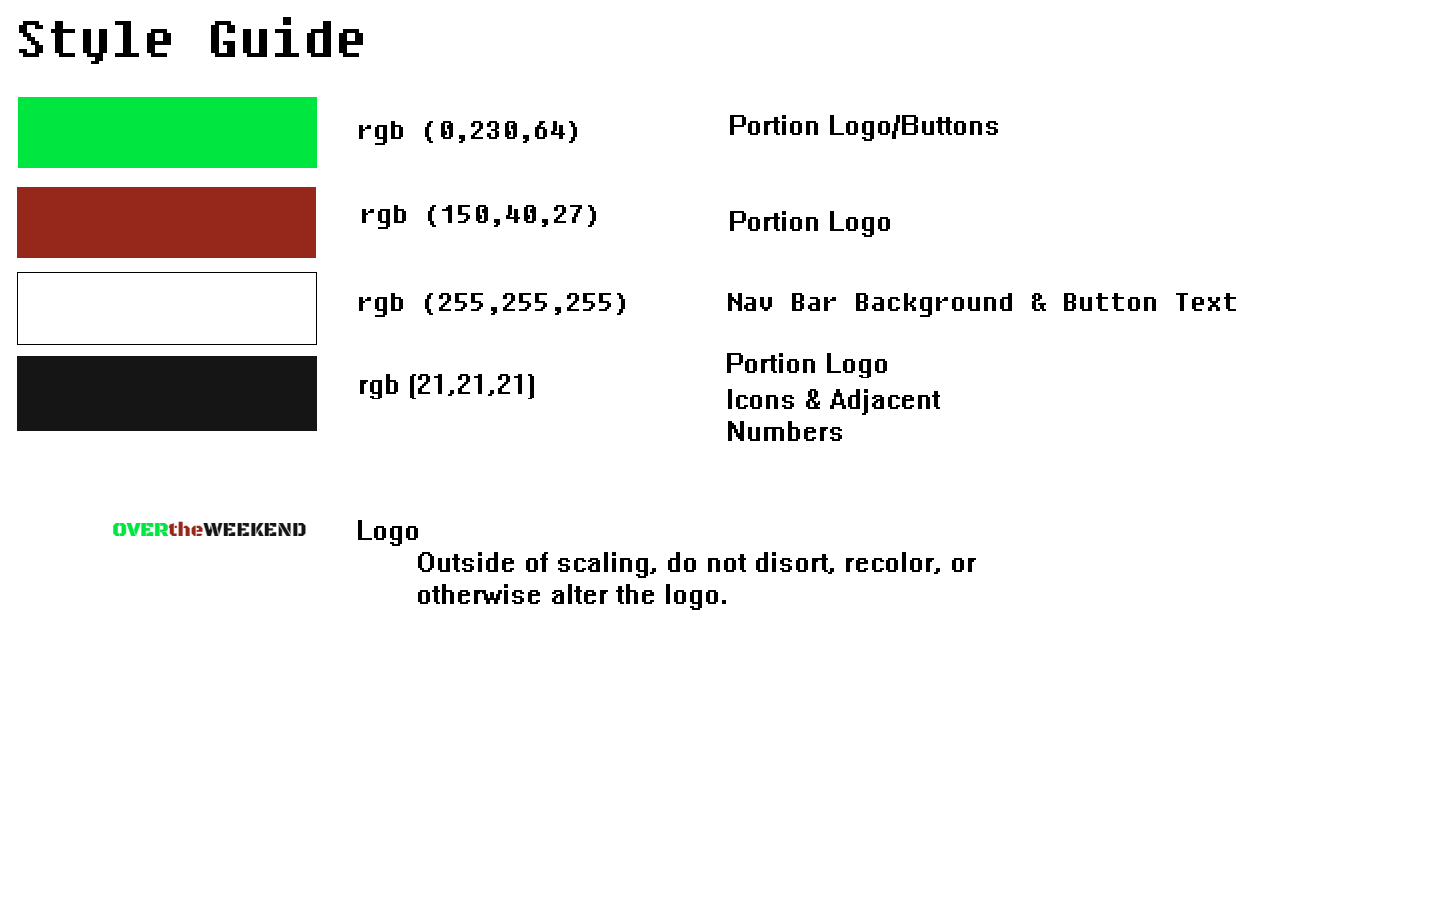 Style Guide
rgb (0,230,64)
Portion Logo/Buttons
rgb (150,40,27)
Portion Logo
rgb (255,255,255)
Nav Bar Background & Button Text
rgb (21,21,21)
Portion Logo
Icons & Adjacent
Numbers
OVERtheWEEKEND
Logo
Outside of scaling, do not disort, recolor, or
otherwise alter the logo.